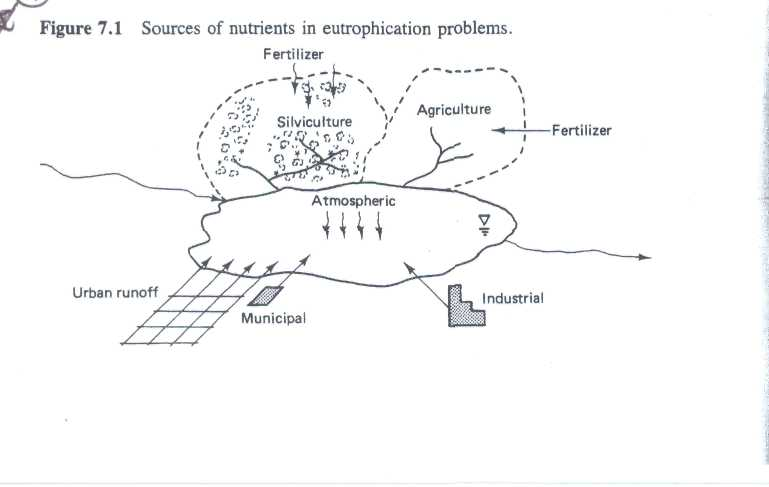 Figure 7.1 Sources of nutrients in eutrophication problems.
Fertilizer
Silviculture
Agriculture
Fertilizer
Atmospheric
Urban runoff
Municipal
Industrial